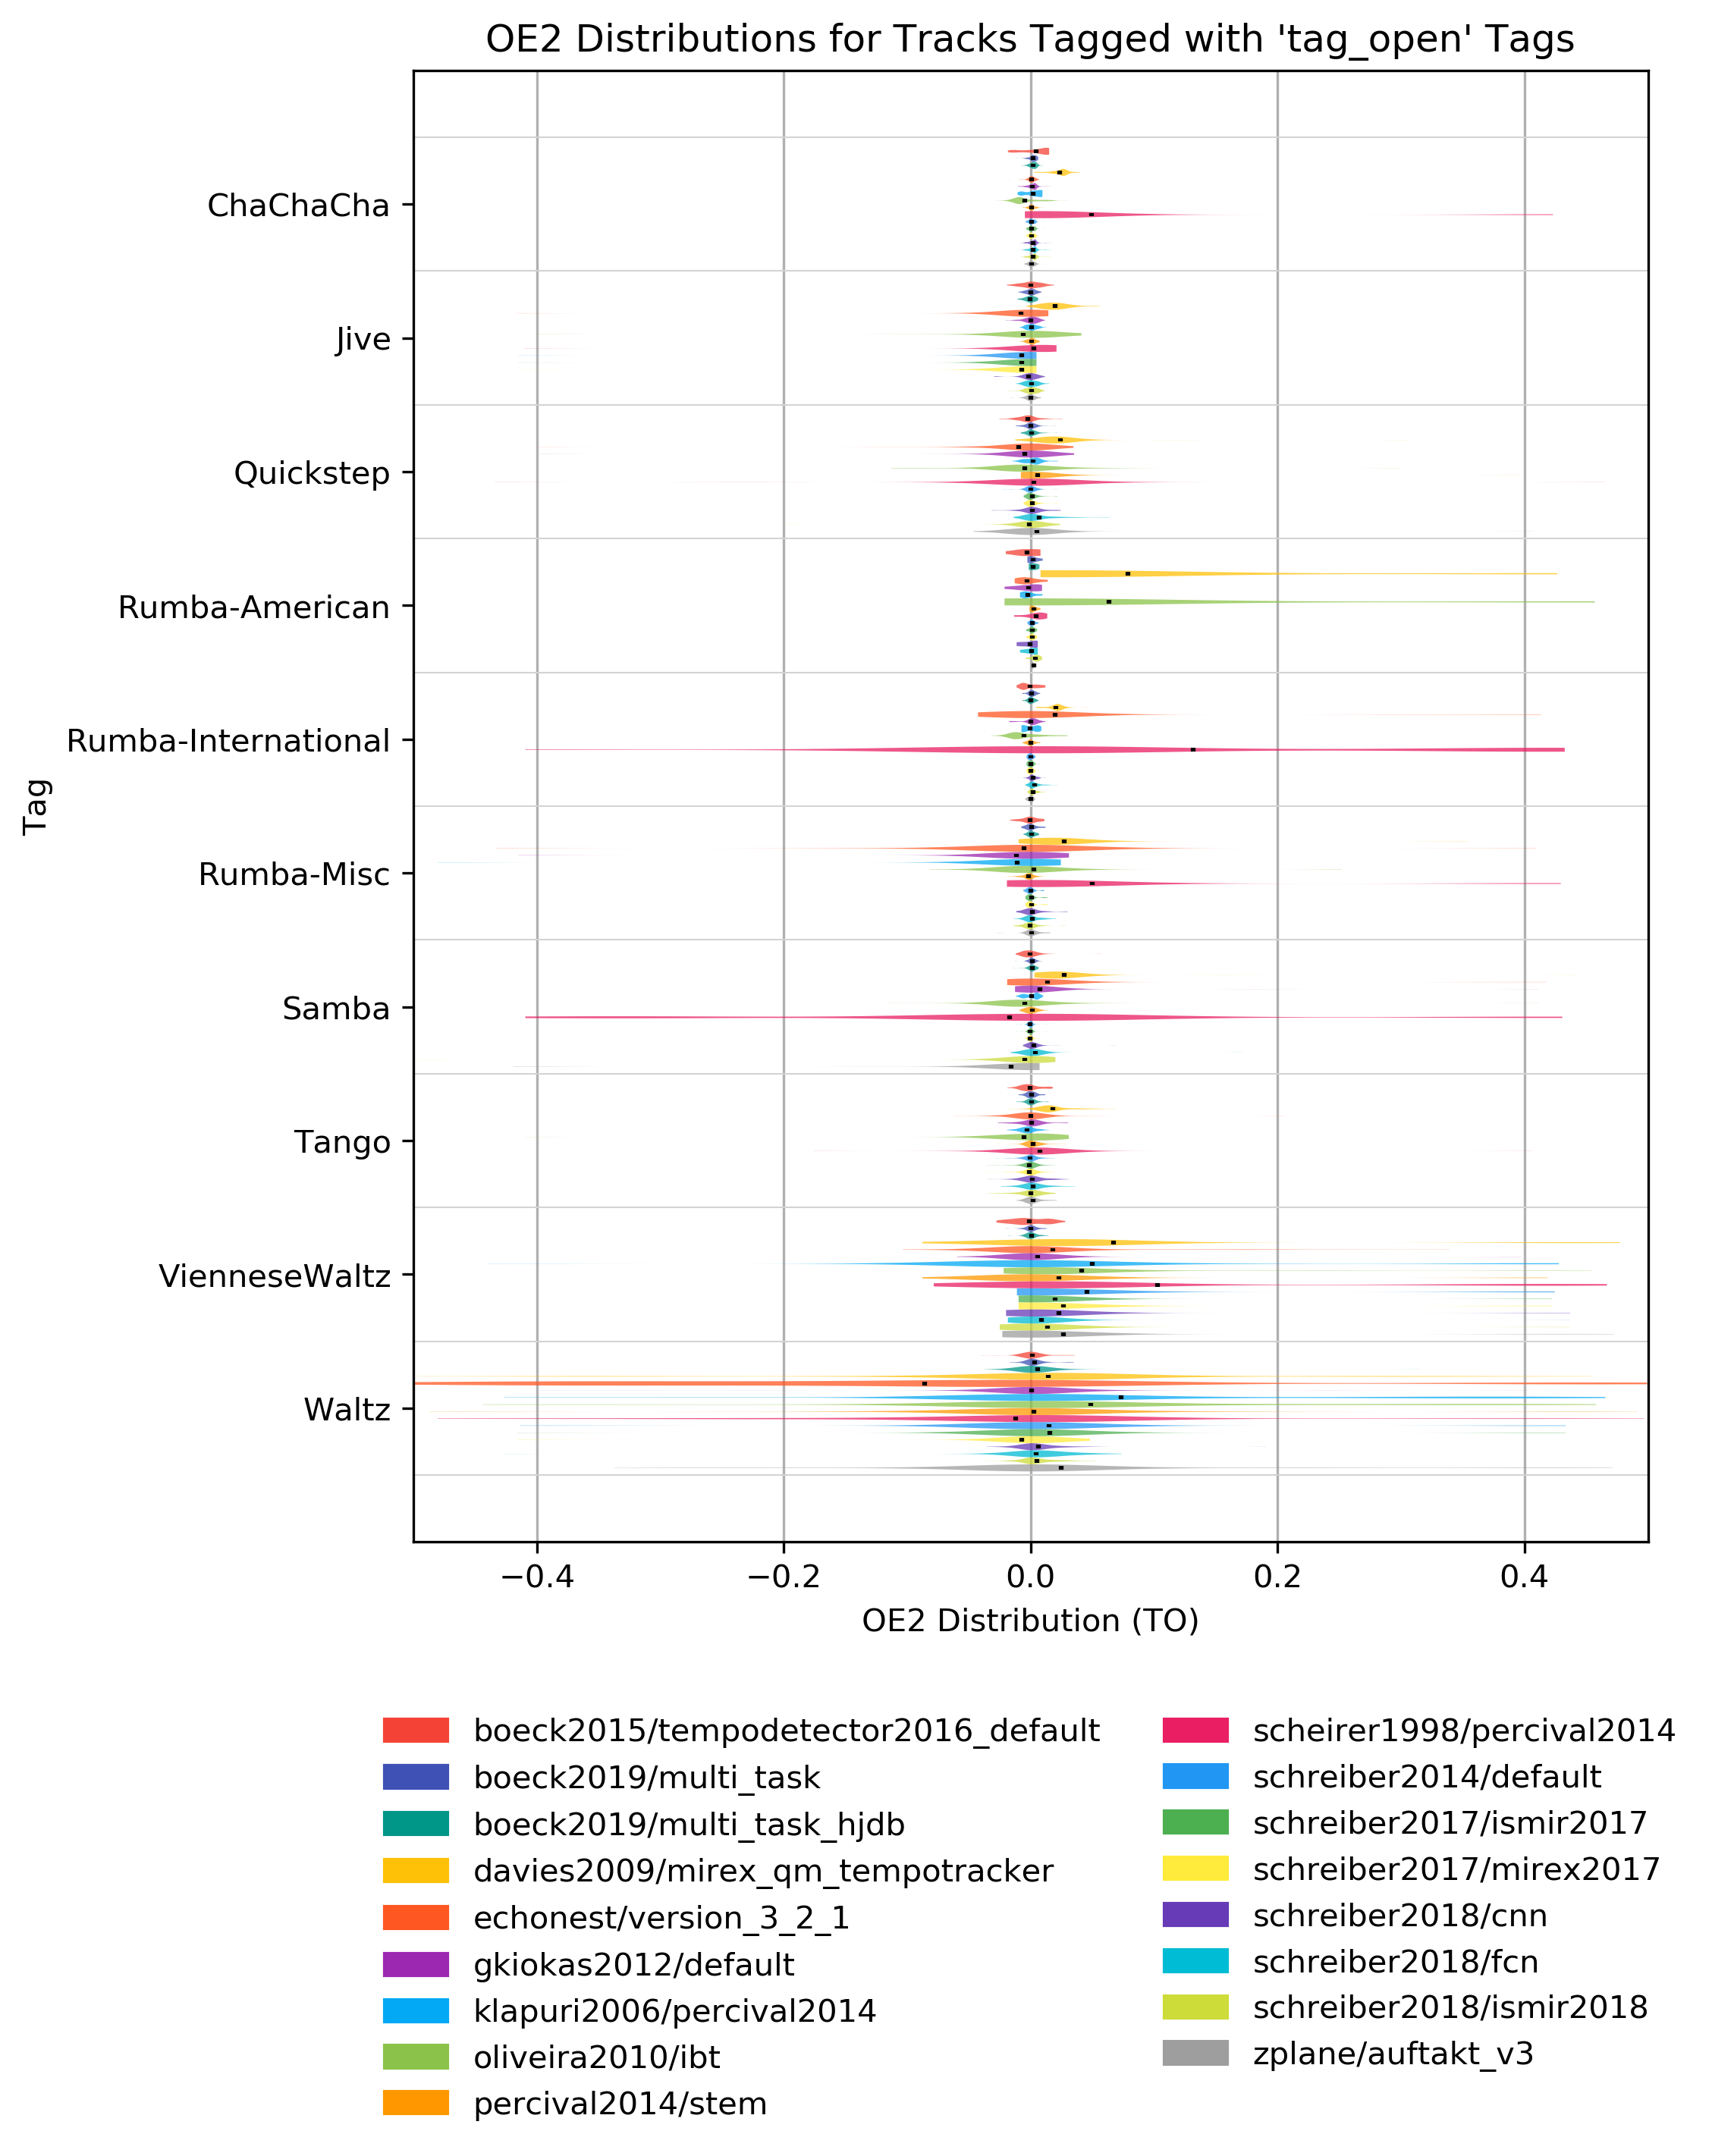 OE2 Distributions for Tracks Tagged with 'tag_open' Tags
ChaChaCha
Jive
Quickstep
Rumba-American
Rumba-International
Rumba-Misc
Samba
Tango
VienneseWaltz
Waltz
Tag
−0.4 −0.2 0.0 0.2 0.4
OE2 Distribution (TO)
boeck2015/tempodetector2016_default
boeck2019/multi_task
boeck2019/multi_task_hjdb
davies2009/mirex_qm_tempotracker
echonest/version_3_2_1
gkiokas2012/default
klapuri2006/percival2014
oliveira2010/ibt
percival2014/stem
scheirer1998/percival2014
schreiber2014/default
schreiber2017/ismir2017
schreiber2017/mirex2017
schreiber2018/cnn
schreiber2018/fcn
schreiber2018/ismir2018
zplane/auftakt_v3